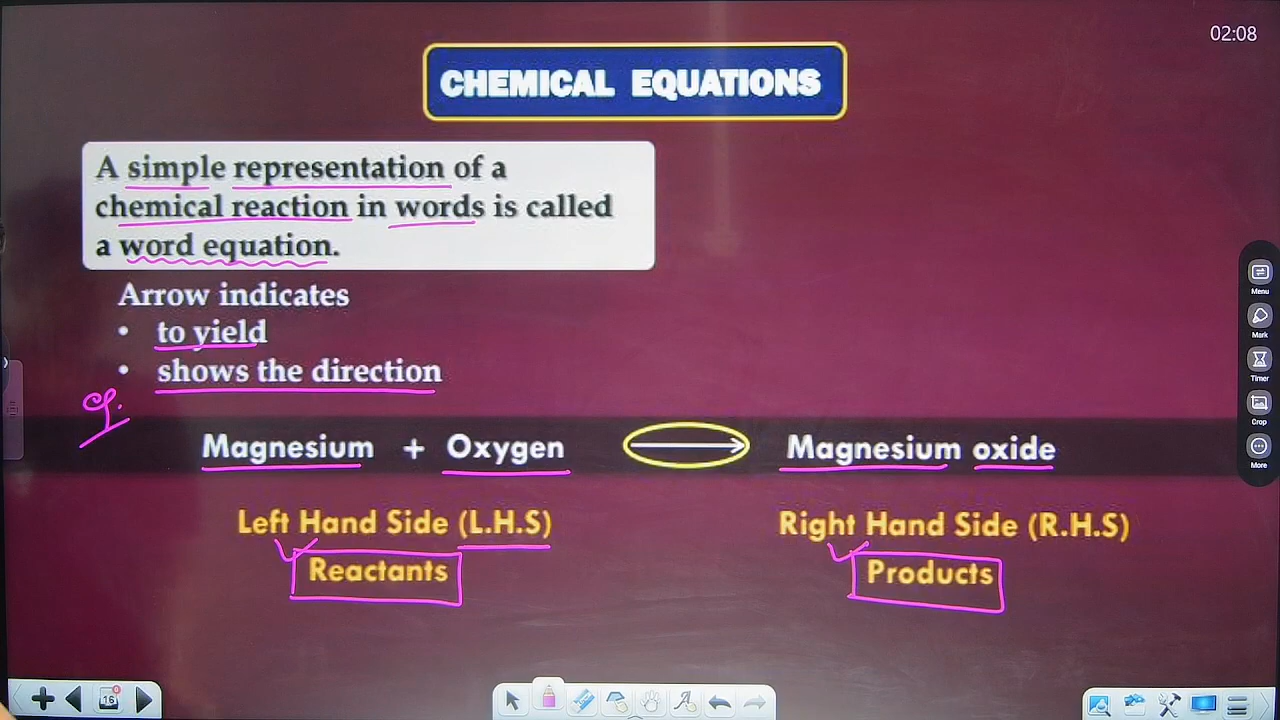 02:08
CHEMICAL EQUATIONS
A simple representation of a
chemical reaction in words is called
a word equation.
Arrow indicates
• to yield
• shows the direction
Magnesium + Oxygen → Magnesium oxide
Left Hand Side (L.H.S) Right Hand Side (R.H.S)
Reactants Products
Menu
Mark
Timer
Crop
More
16